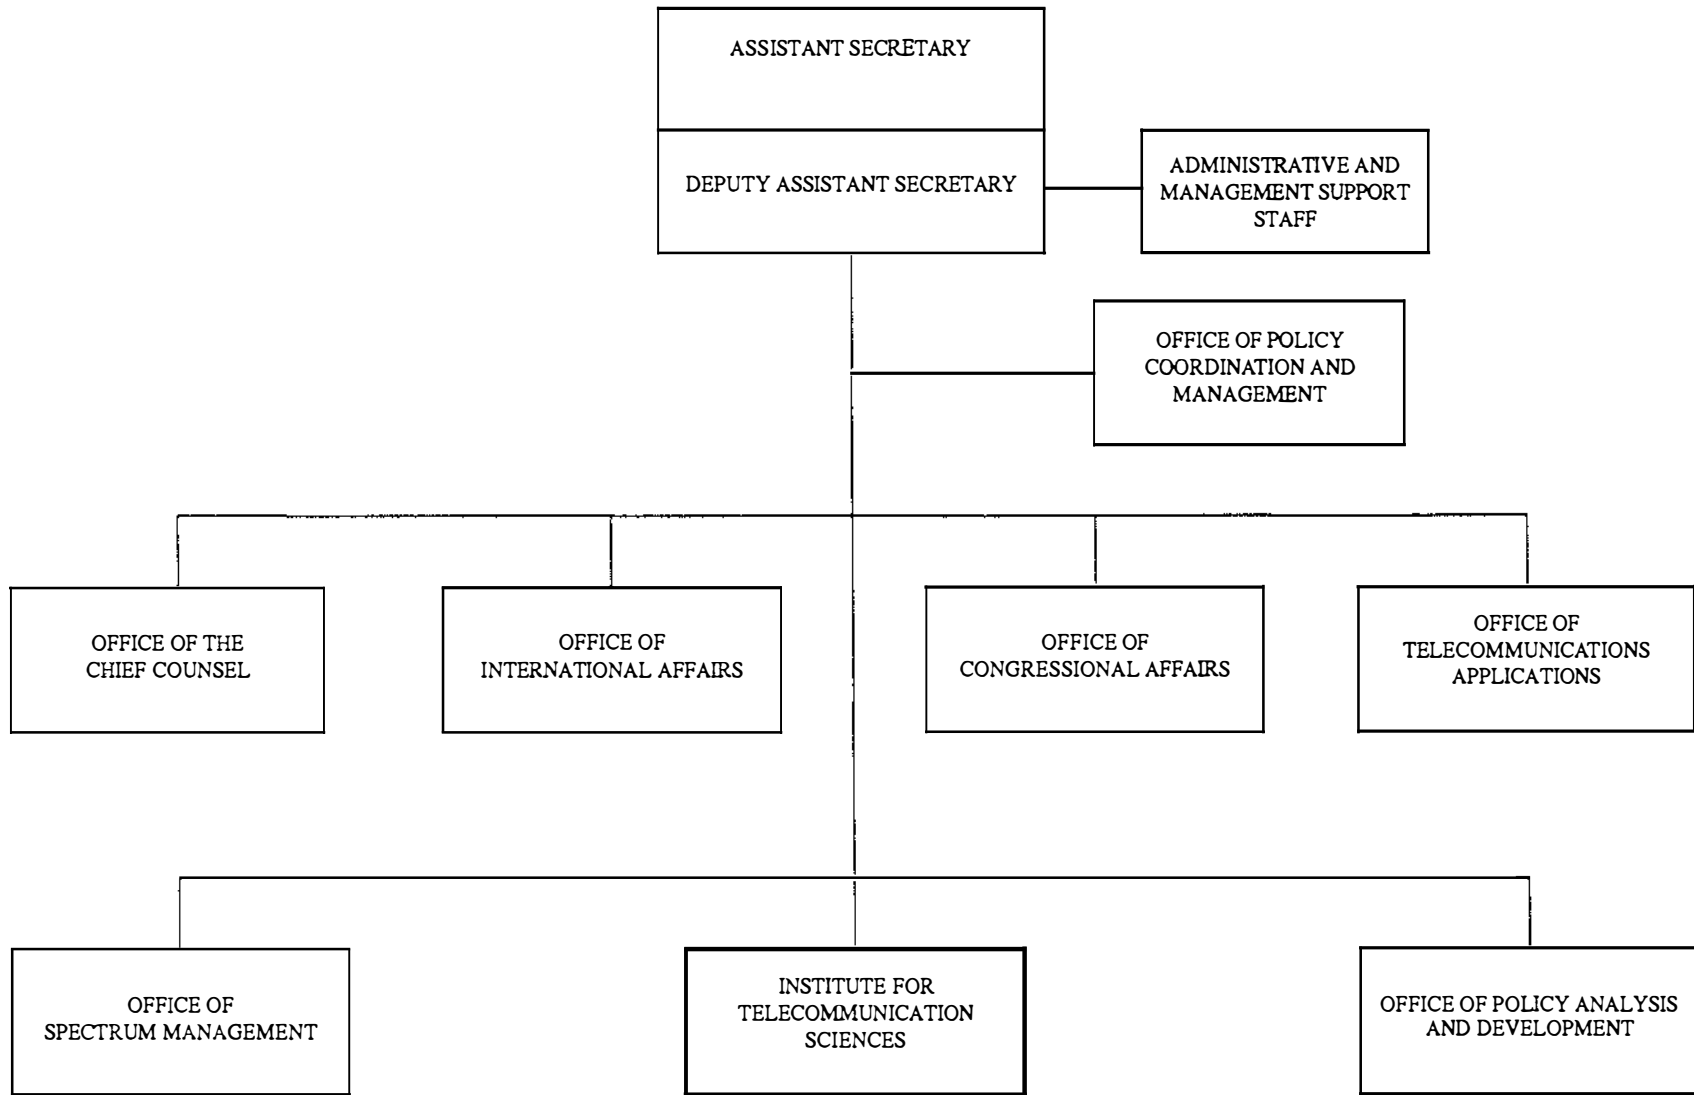 ASSISTANT SECRETARY
DEPUTY ASSISTANT SECRETARY
ADMINISTRATIVE AND
MANAGEMENT SUPPORT
STAFF
OFFICE OF POLICY
COORDINATION AND
MANAGEMENT
OFFICE OF THE
CHIEF COUNSEL
OFFICE OF
INTERNATIONAL AFFAIRS
OFFICE OF
CONGRESSIONAL AFFAIRS
OFFICE OF
TELECOMMUNICATIONS
APPLICATIONS
OFFICE OF
SPECTRUM MANAGEMENT
INSTITUTE FOR
TELECOMMUNICATION
SCIENCES
OFFICE OF POLICY ANALYSIS
AND DEVELOPMENT